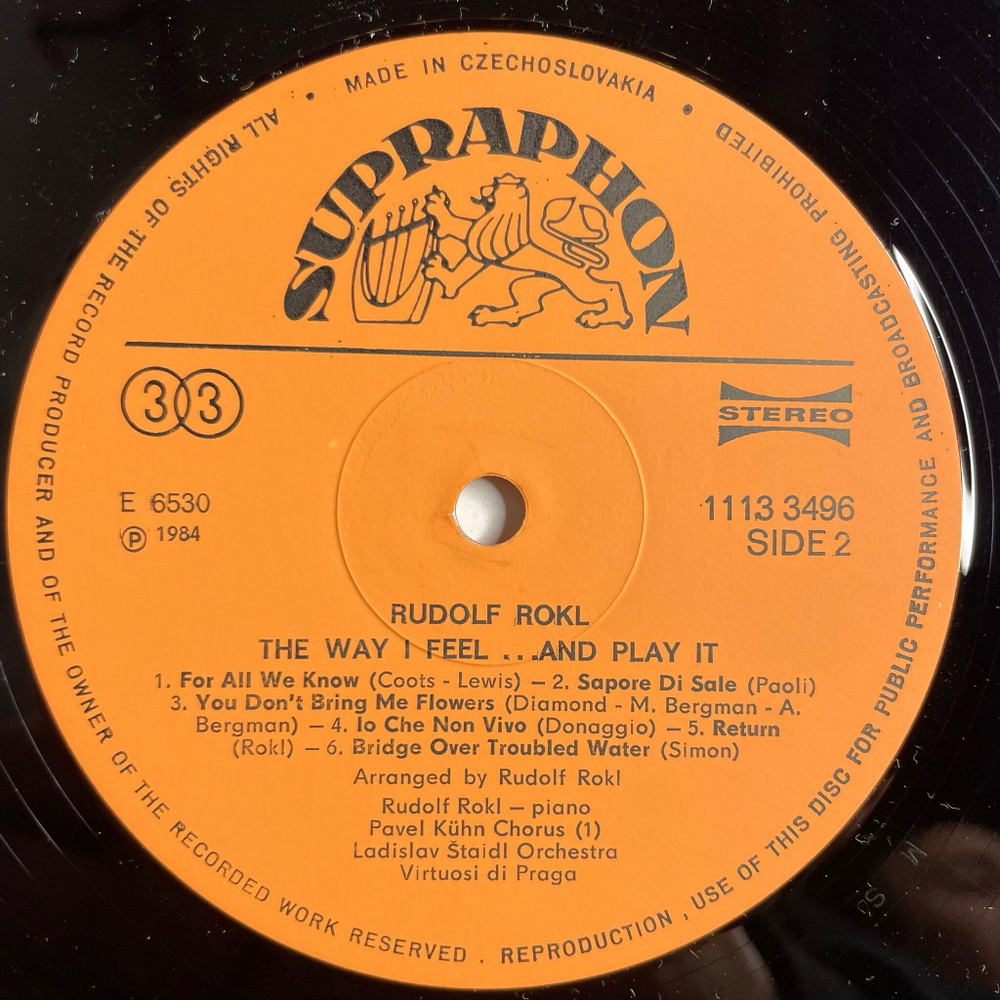 MADE IN CZECHOSLOVAKIA
ALL RIGHTS OF THE RECORD PRODUCER AND OF THE OWNER OF THE RECORDED WORK RESERVED . REPRODUCTION , USE OF THIS DISC FOR PUBLIC PERFORMANCE AND BROADCASTING PROHIBITED
SUPRAPHON
33
STEREO
E 6530
1113 3496
Ⓟ 1984
SIDE 2
RUDOLF ROKL
THE WAY I FEEL ...AND PLAY IT
1. For All We Know (Coots - Lewis) – 2. Sapore Di Sale (Paoli)
3. You Don't Bring Me Flowers (Diamond - M. Bergman - A.
Bergman) – 4. Io Che Non Vivo (Donaggio) – 5. Return
(Rokl) – 6. Bridge Over Troubled Water (Simon)
Arranged by Rudolf Rokl
Rudolf Rokl – piano
Pavel Kühn Chorus (1)
Ladislav Štaidl Orchestra
Virtuosi di Praga